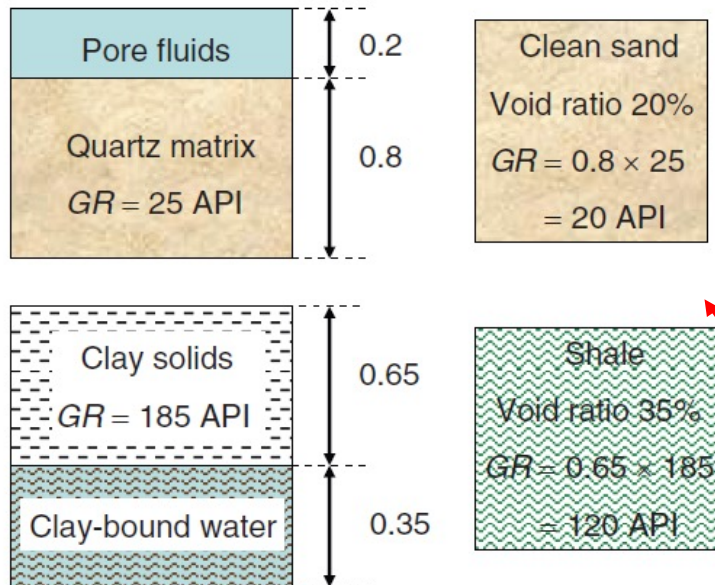 Pore fluids
0.2
Quartz matrix
GR = 25 API
0.8
Clean sand
Void ratio 20%
GR = 0.8 × 25
= 20 API
Clay solids
GR = 185 API
0.65
Clay-bound water
0.35
Shale
Void ratio 35%
GR = 0.65 × 185
= 120 API